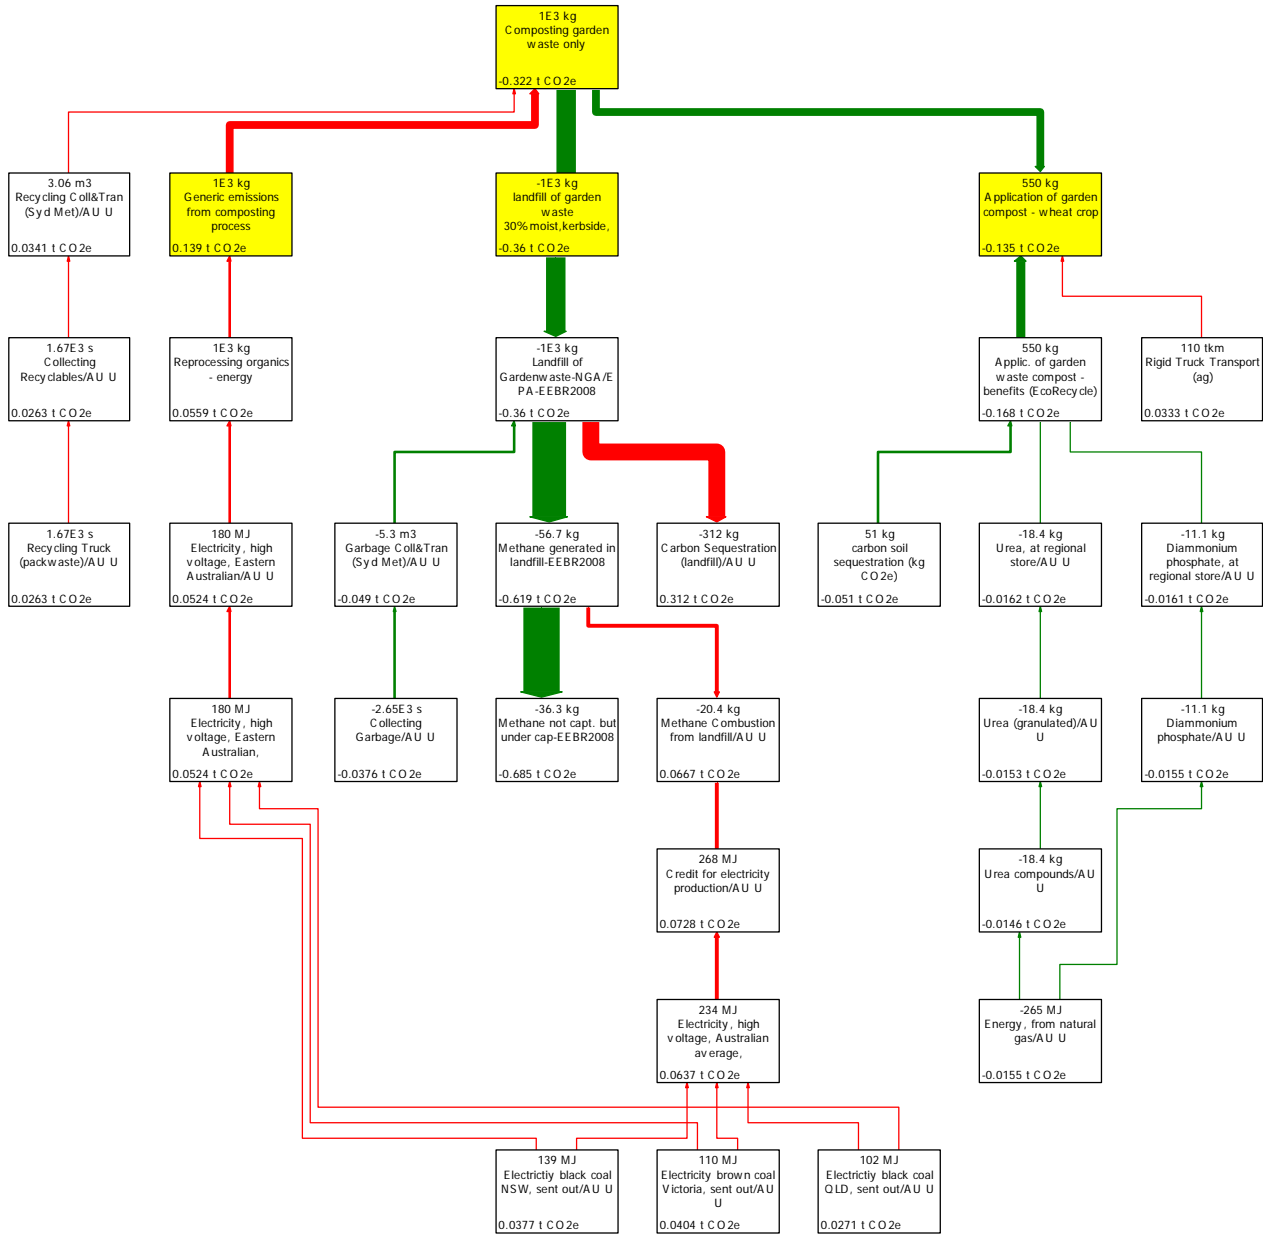 1E3 kg
Composting garden
waste only
-0.322 t CO2e
3.06 m3
Recycling Coll&Tran
(Syd Met)/AU U
0.0341 t CO2e
1E3 kg
Generic emissions
from composting
process
0.139 t CO2e
-1E3 kg
landfill of garden
waste
30% moist,kerbside,
-0.36 t CO2e
550 kg
Application of garden
compost - wheat crop
-0.135 t CO2e
1.67E3 s
Collecting
Recyclables/AU U
0.0263 t CO2e
1E3 kg
Reprocessing organics
- energy
0.0559 t CO2e
-1E3 kg
Landfill of
Gardenwaste-NGA/E
PA-EEBR2008
-0.36 t CO2e
550 kg
Applic. of garden
waste compost -
benefits (EcoRecycle)
-0.168 t CO2e
110 tkm
Rigid Truck Transport
(ag)
0.0333 t CO2e
1.67E3 s
Recycling Truck
(packwaste)/AU U
0.0263 t CO2e
180 MJ
Electricity, high
voltage, Eastern
Australian/AU U
0.0524 t CO2e
-5.3 m3
Garbage Coll&Tran
(Syd Met)/AU U
-0.049 t CO2e
-56.7 kg
Methane generated in
landfill-EEBR2008
-0.619 t CO2e
-312 kg
Carbon Sequestration
(landfill)/AU U
0.312 t CO2e
51 kg
carbon soil
sequestration (kg
CO2e)
-0.051 t CO2e
-18.4 kg
Urea, at regional
store/AU U
-0.0162 t CO2e
-11.1 kg
Diammonium
phosphate, at
regional store/AU U
-0.0161 t CO2e
180 MJ
Electricity, high
voltage, Eastern
Australian,
0.0524 t CO2e
-2.65E3 s
Collecting
Garbage/AU U
-0.0376 t CO2e
-36.3 kg
Methane not capt. but
under cap-EEBR2008
-0.685 t CO2e
-20.4 kg
Methane Combustion
from landfill/AU U
0.0667 t CO2e
-18.4 kg
Urea (granulated)/AU
U
-0.0153 t CO2e
-11.1 kg
Diammonium
phosphate/AU U
-0.0155 t CO2e
268 MJ
Credit for electricity
production/AU U
0.0728 t CO2e
-18.4 kg
Urea compounds/AU
U
-0.0146 t CO2e
234 MJ
Electricity, high
voltage, Australian
average,
0.0637 t CO2e
-265 MJ
Energy, from natural
gas/AU U
-0.0155 t CO2e
139 MJ
Electrictiy black coal
NSW, sent out/AU U
0.0377 t CO2e
110 MJ
Electricity brown coal
Victoria, sent out/AU
U
0.0404 t CO2e
102 MJ
Electrictiy black coal
QLD, sent out/AU U
0.0271 t CO2e